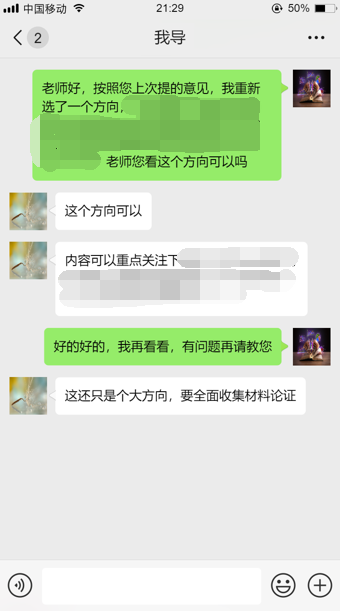 中国移动
21:29
50%
2
我导
老师好，按照您上次提的意见，我重新
选了一个方向，
老师您看这个方向可以吗
这个方向可以
内容可以重点关注下
好的好的，我再看看，有问题再请教您
这还只是个大方向，要全面收集材料论证